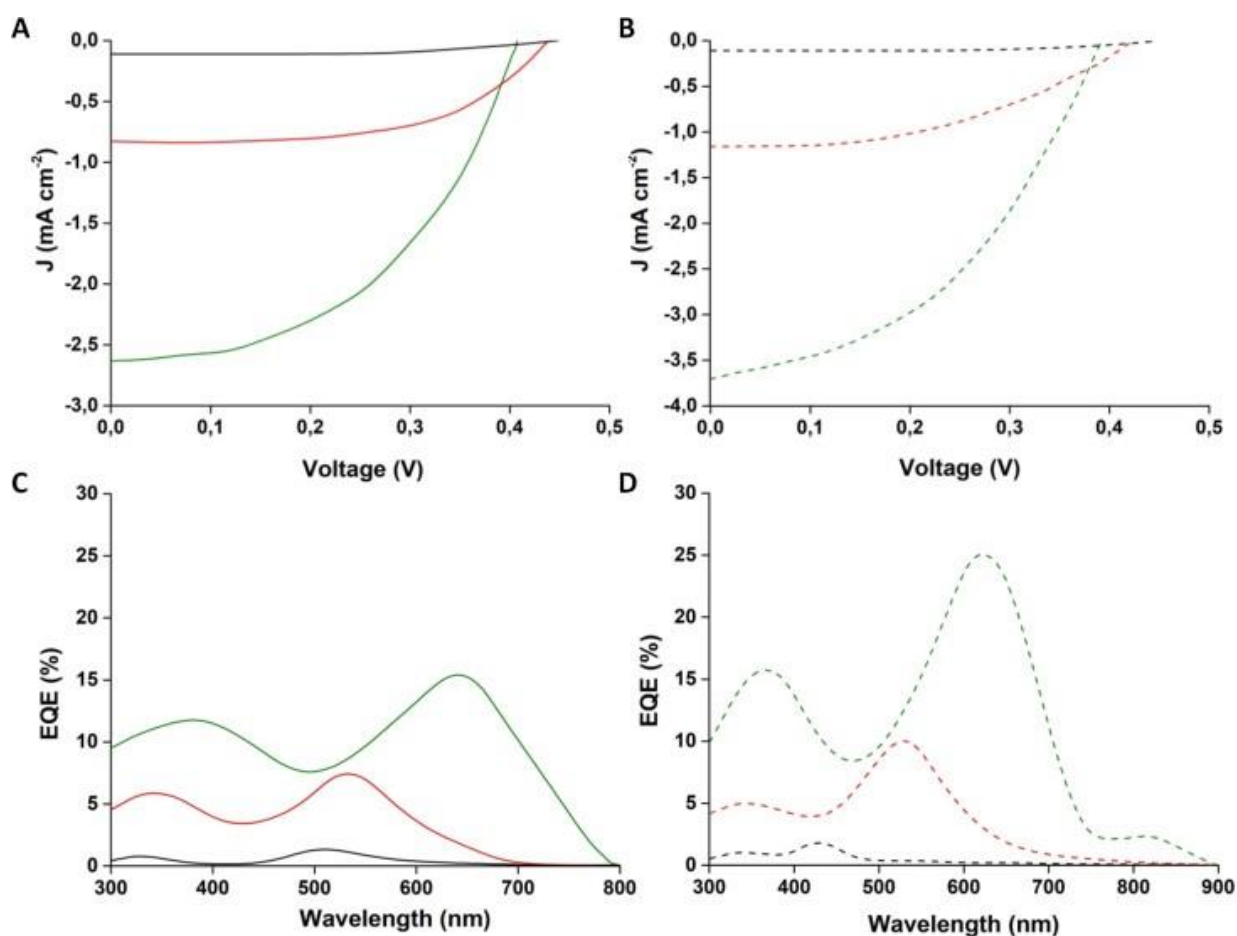 A
0,0
-0,5
-1,0
-1,5
-2,0
-2,5
-3,0
J (mA cm-2)
0,0 0,1 0,2 0,3 0,4 0,5
Voltage (V)
B
0,0
-0,5
-1,0
-1,5
-2,0
-2,5
-3,0
-3,5
-4,0
J (mA cm-2)
0,0 0,1 0,2 0,3 0,4 0,5
Voltage (V)
C
30
25
20
15
10
5
0
EQE (%)
300 400 500 600 700 800
Wavelength (nm)
D
30
25
20
15
10
5
0
EQE (%)
300 400 500 600 700 800 900
Wavelength (nm)